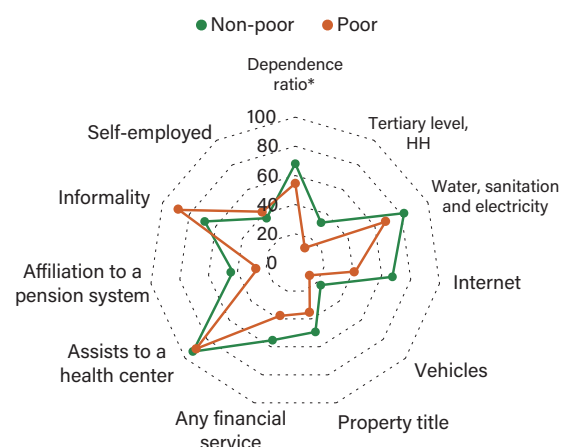 Non-poor
Poor
Dependence
ratio*
100
80
60
40
20
0
Tertiary level,
HH
Water, sanitation
and electricity
Internet
Vehicles
Property title
Any financial
service
Assists to a
health center
Affiliation to a
pension system
Informality
Self-employed